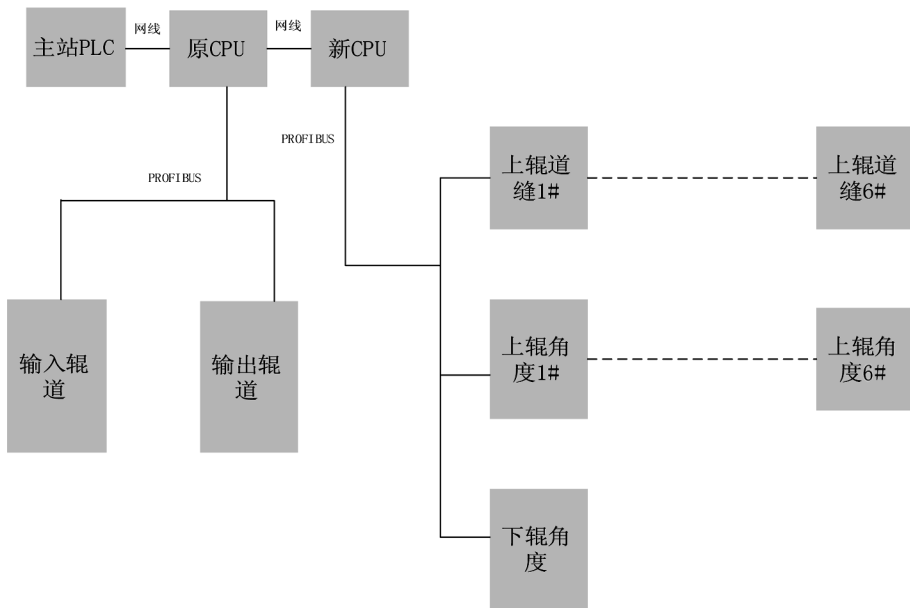 主站PLC
网线
原CPU
网线
新CPU
PROFIBUS
PROFIBUS
上辊道
缝1#
上辊道
缝6#
输入辊
道
输出辊
道
上辊角
度1#
上辊角
度6#
下辊角
度